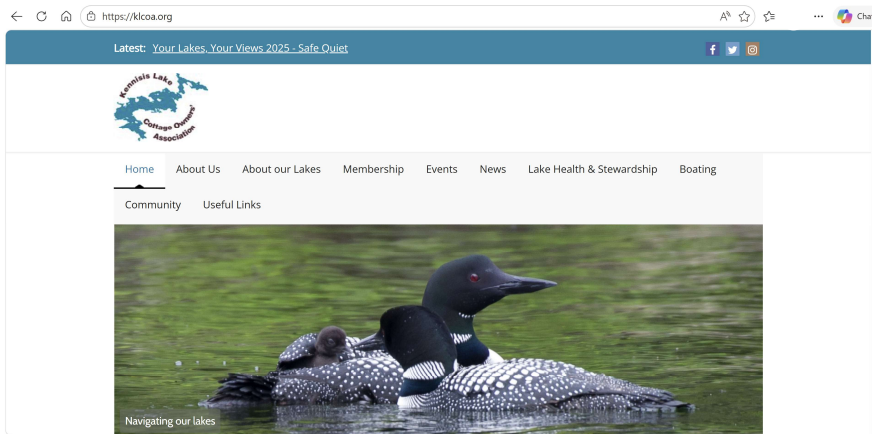 https://klcoa.org
Cha
Latest: Your Lakes, Your Views 2025 - Safe Quiet
Kennisis Lake
Cottage Owners'
Association
Home About Us About our Lakes Membership Events News Lake Health & Stewardship Boating
Community Useful Links
Navigating our lakes